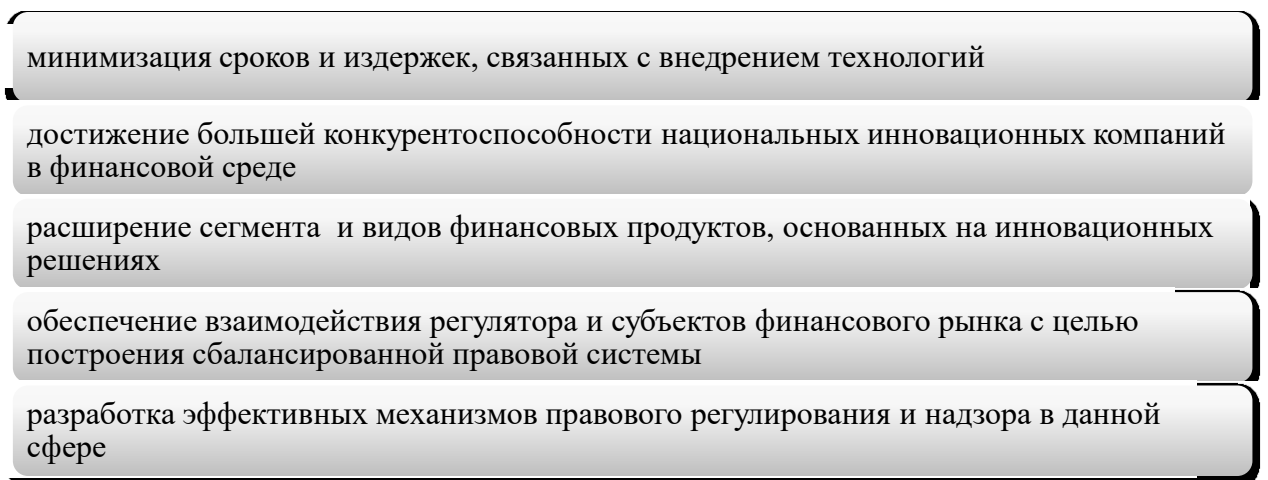 минимизация сроков и издержек, связанных с внедрением технологий
достижение большей конкурентоспособности национальных инновационных компаний
в финансовой среде
расширение сегмента  и видов финансовых продуктов, основанных на инновационных
решениях
обеспечение взаимодействия регулятора и субъектов финансового рынка с целью
построения сбалансированной правовой системы
разработка эффективных механизмов правового регулирования и надзора в данной
сфере